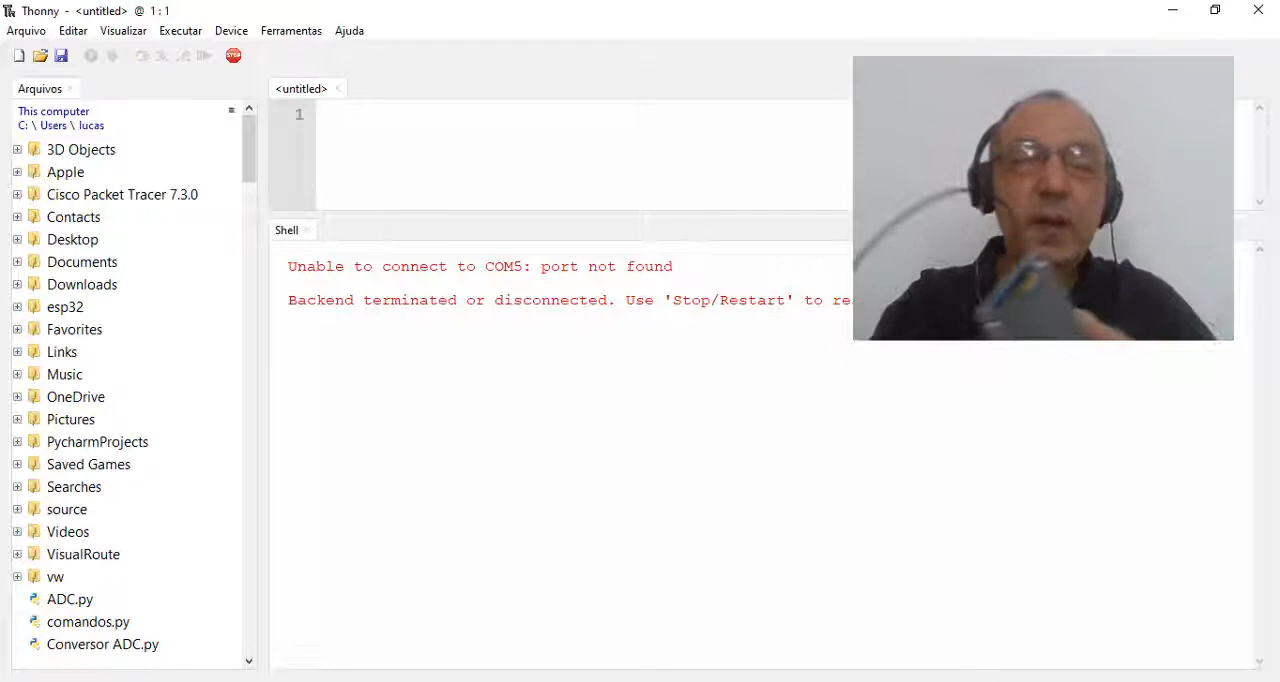 Thonny - <untitled> @ 1:1
Arquivo Editar Visualizar Executar Device Ferramentas Ajuda
STOP
Arquivos
<untitled>
This computer
C: \ Users \ lucas
1
3D Objects
Apple
Cisco Packet Tracer 7.3.0
Contacts
Desktop
Documents
Downloads
esp32
Favorites
Links
Music
OneDrive
Pictures
PycharmProjects
Saved Games
Searches
source
Videos
VisualRoute
vw
ADC.py
comandos.py
Conversor ADC.py
Shell
Unable to connect to COM5: port not found
Backend terminated or disconnected. Use 'Stop/Restart' to